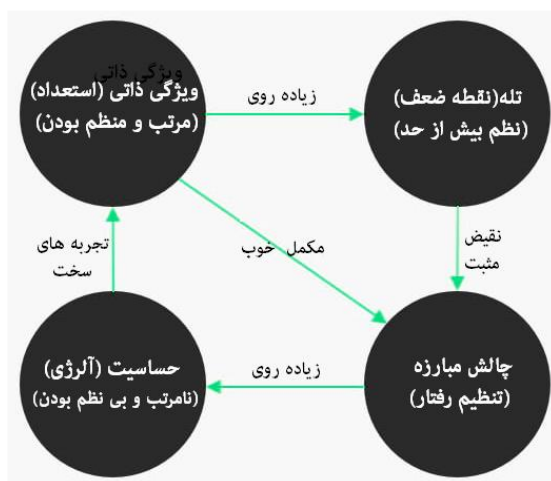 ویژگی ذاتی
ویژگی ذاتی (استعداد)
(مرتب و منظم بودن)
زیاده روی
تله(نقطه ضعف)
(نظم بیش از حد)
نقیض
مثبت
مکمل خوب
تجربه های
سخت
چالش مبارزه
(تنظیم رفتار)
زیاده روی
حساسیت (آلرژی)
(نامرتب و بی نظم بودن)